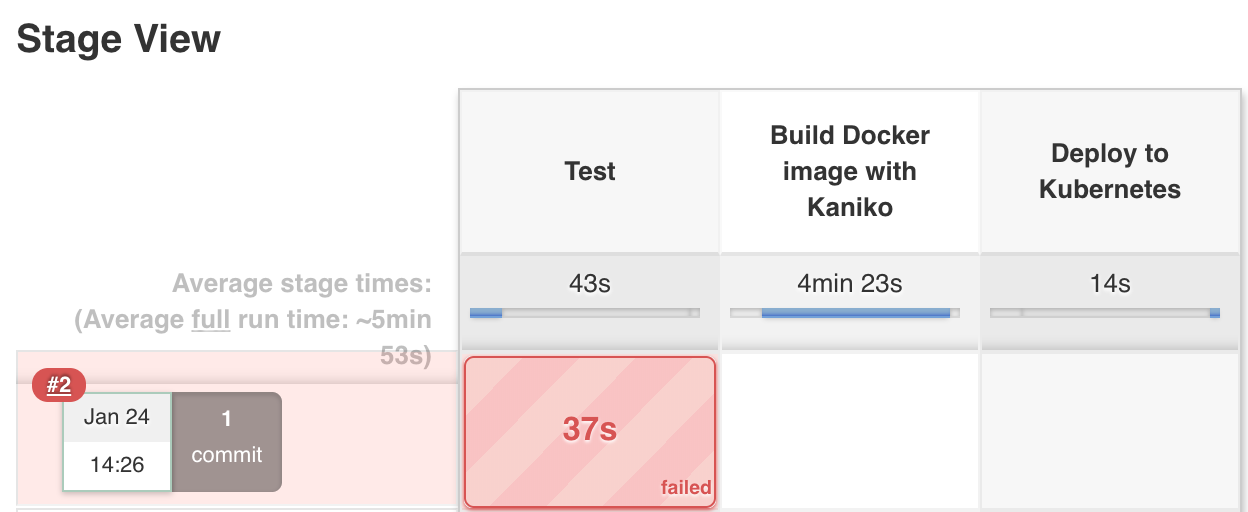 Stage View
Test
Build Docker
image with
Kaniko
Deploy to
Kubernetes
Average stage times:
(Average full run time: ~5min
53s)
43s
4min 23s
14s
#2
Jan 24
14:26
1
commit
37s
failed